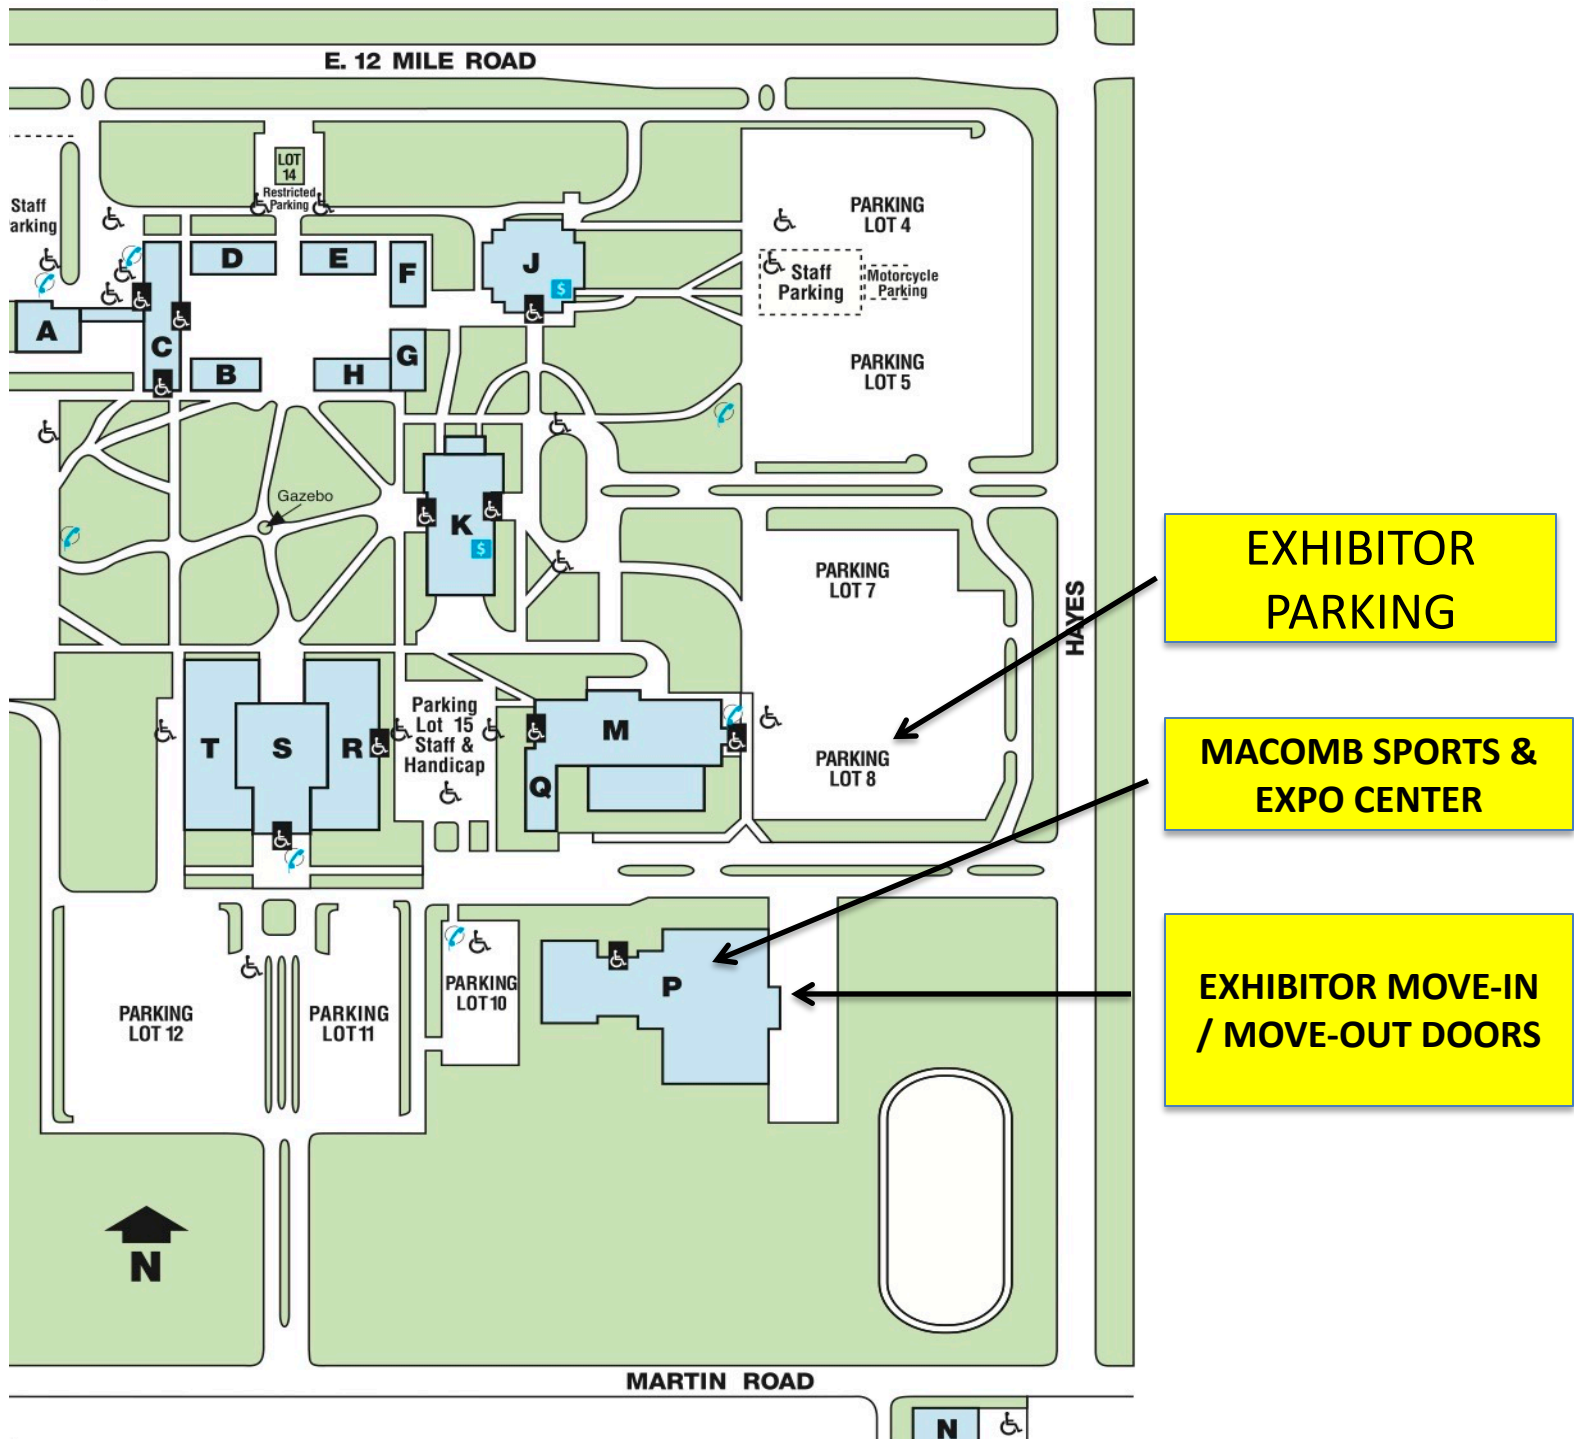 E. 12 MILE ROAD
LOT
14
Restricted
Parking
Staff
arking
PARKING
LOT 4
Staff
Parking
Motorcycle
Parking
PARKING
LOT 5
A
B
C
D
E
F
G
H
J
$
K
$
Gazebo
PARKING
LOT 7
HAYES
EXHIBITOR
PARKING
T
S
R
Parking
Lot 15
Staff &
Handicap
M
Q
PARKING
LOT 8
MACOMB SPORTS &
EXPO CENTER
PARKING
LOT 12
PARKING
LOT 11
PARKING
LOT 10
P
EXHIBITOR MOVE-IN
/ MOVE-OUT DOORS
N
MARTIN ROAD
N